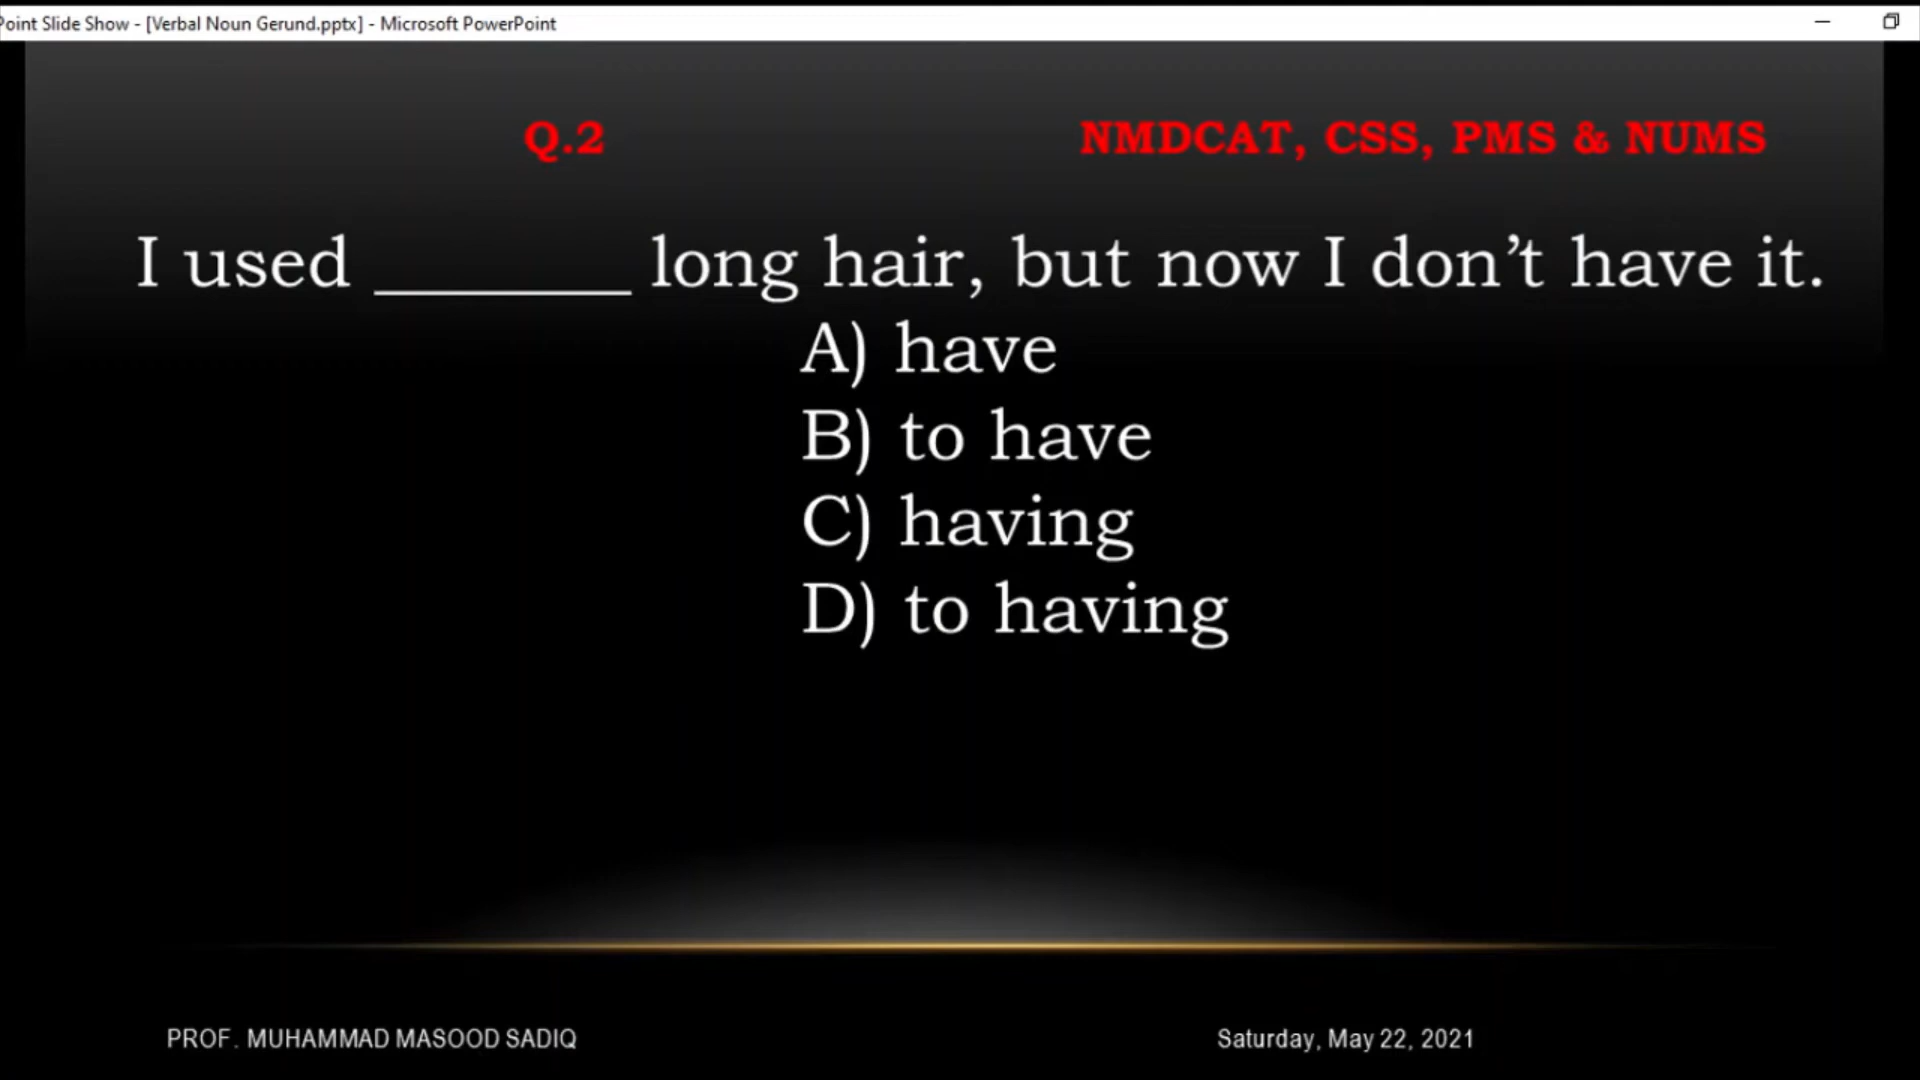 Point Slide Show - [Verbal Noun Gerund.pptx] - Microsoft PowerPoint
Q.2 NMDCAT, CSS, PMS & NUMS
I used _______ long hair, but now I don’t have it.
A) have
B) to have
C) having
D) to having
PROF. MUHAMMAD MASOOD SADIQ Saturday, May 22, 2021